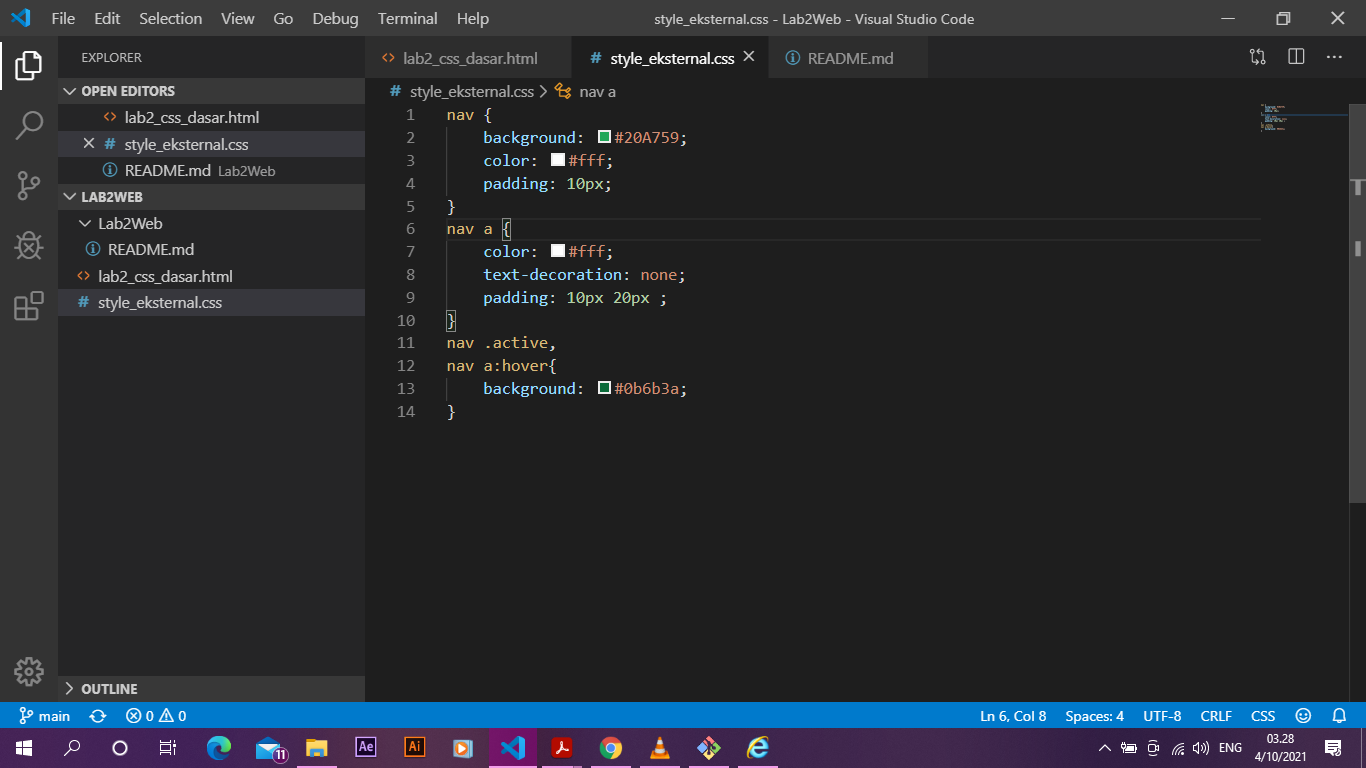 File Edit Selection View Go Debug Terminal Help style_eksternal.css - Lab2Web - Visual Studio Code
EXPLORER
lab2_css_dasar.html # style_eksternal.css README.md
OPEN EDITORS
lab2_css_dasar.html
# style_eksternal.css
README.md Lab2Web
LAB2WEB
Lab2Web
README.md
lab2_css_dasar.html
# style_eksternal.css
OUTLINE
# style_eksternal.css > nav a
1 nav {
2 background: #20A759;
3 color: #fff;
4 padding: 10px;
5 }
6 nav a {
7 color: #fff;
8 text-decoration: none;
9 padding: 10px 20px ;
10 }
11 nav .active,
12 nav a:hover{
13 background: #0b6b3a;
14 }
main 0 0 Ln 6, Col 8 Spaces: 4 UTF-8 CRLF CSS
11 Ae Ai ENG 03.28
4/10/2021